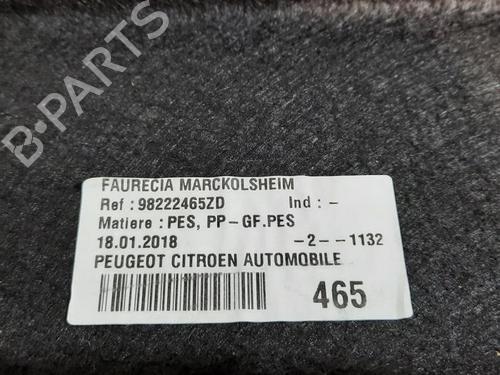 B-PARTS
FAURECIA MARCKOLSHEIM
Ref : 98222465ZD Ind : -
Matiere : PES, PP-GF.PES
18.01.2018 -2--1132
PEUGEOT CITROEN AUTOMOBILE
465